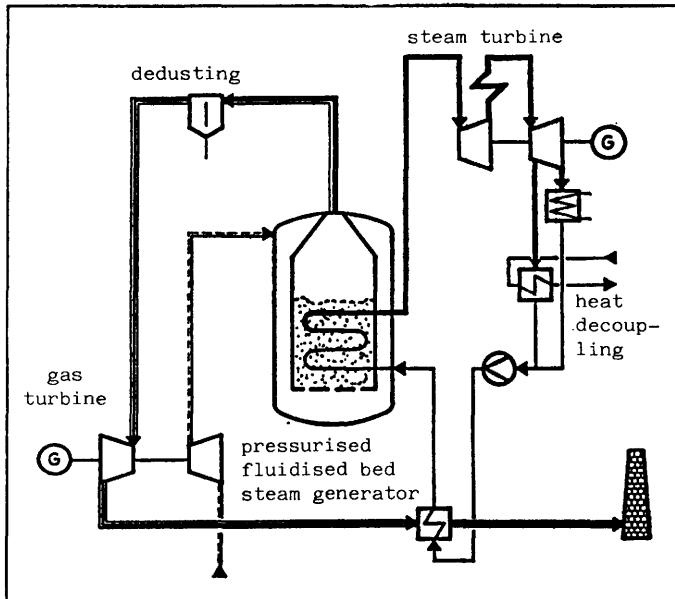 steam turbine
dedusting
G
heat
decoup-
ling
gas
turbine
G
pressurised
fluidised bed
steam generator